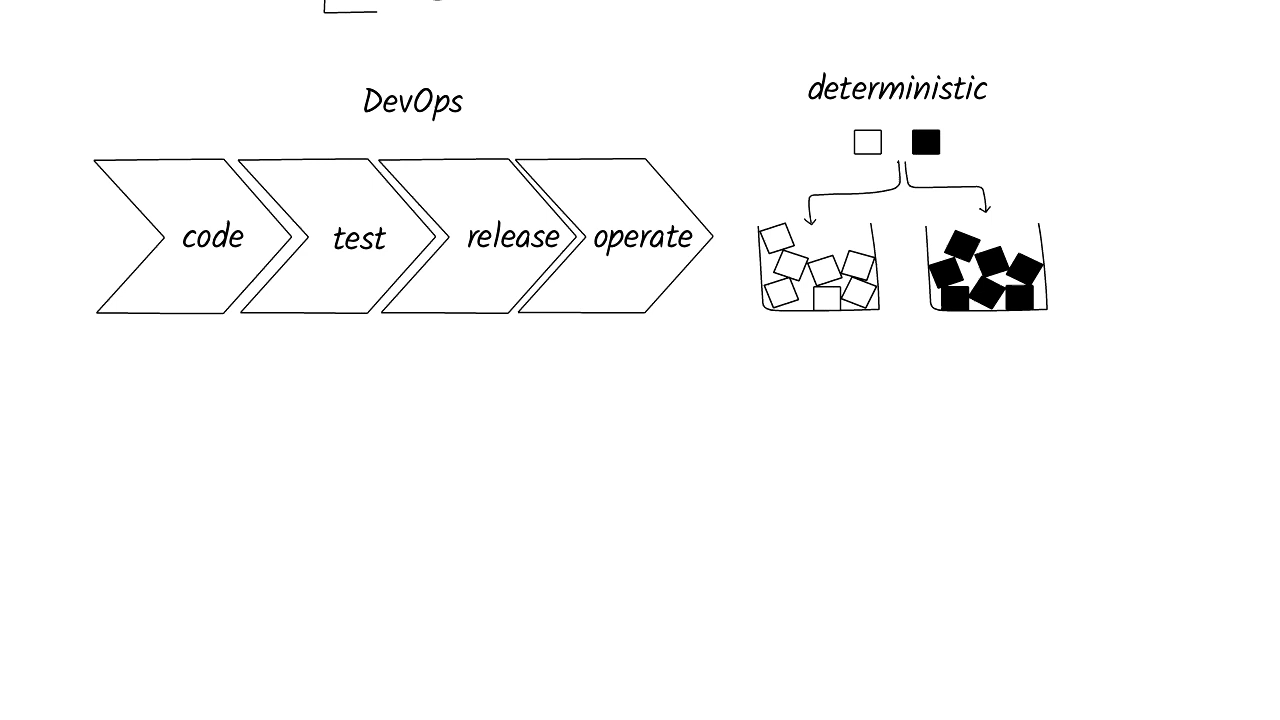 DevOps
deterministic
code
test
release
operate